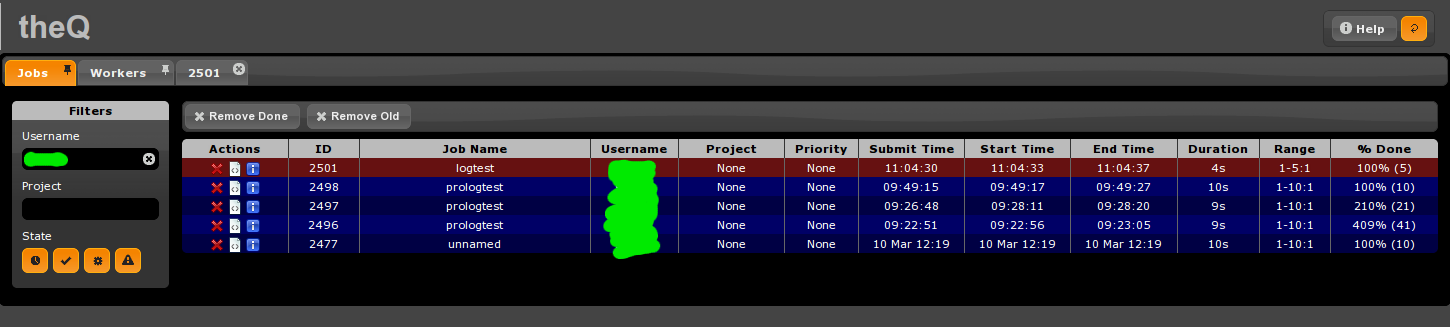 theQ
Help
Jobs Workers 2501
Filters
Username
Project
State
Remove Done Remove Old
Actions ID Job Name Username Project Priority Submit Time Start Time End Time Duration Range % Done
2501 logtest None None 11:04:30 11:04:33 11:04:37 4s 1-5:1 100% (5)
2498 prologtest None None 09:49:15 09:49:17 09:49:27 10s 1-10:1 100% (10)
2497 prologtest None None 09:26:48 09:28:11 09:28:20 9s 1-10:1 210% (21)
2496 prologtest None None 09:22:51 09:22:56 09:23:05 9s 1-10:1 409% (41)
2477 unnamed None None 10 Mar 12:19 10 Mar 12:19 10 Mar 12:19 10s 1-10:1 100% (10)